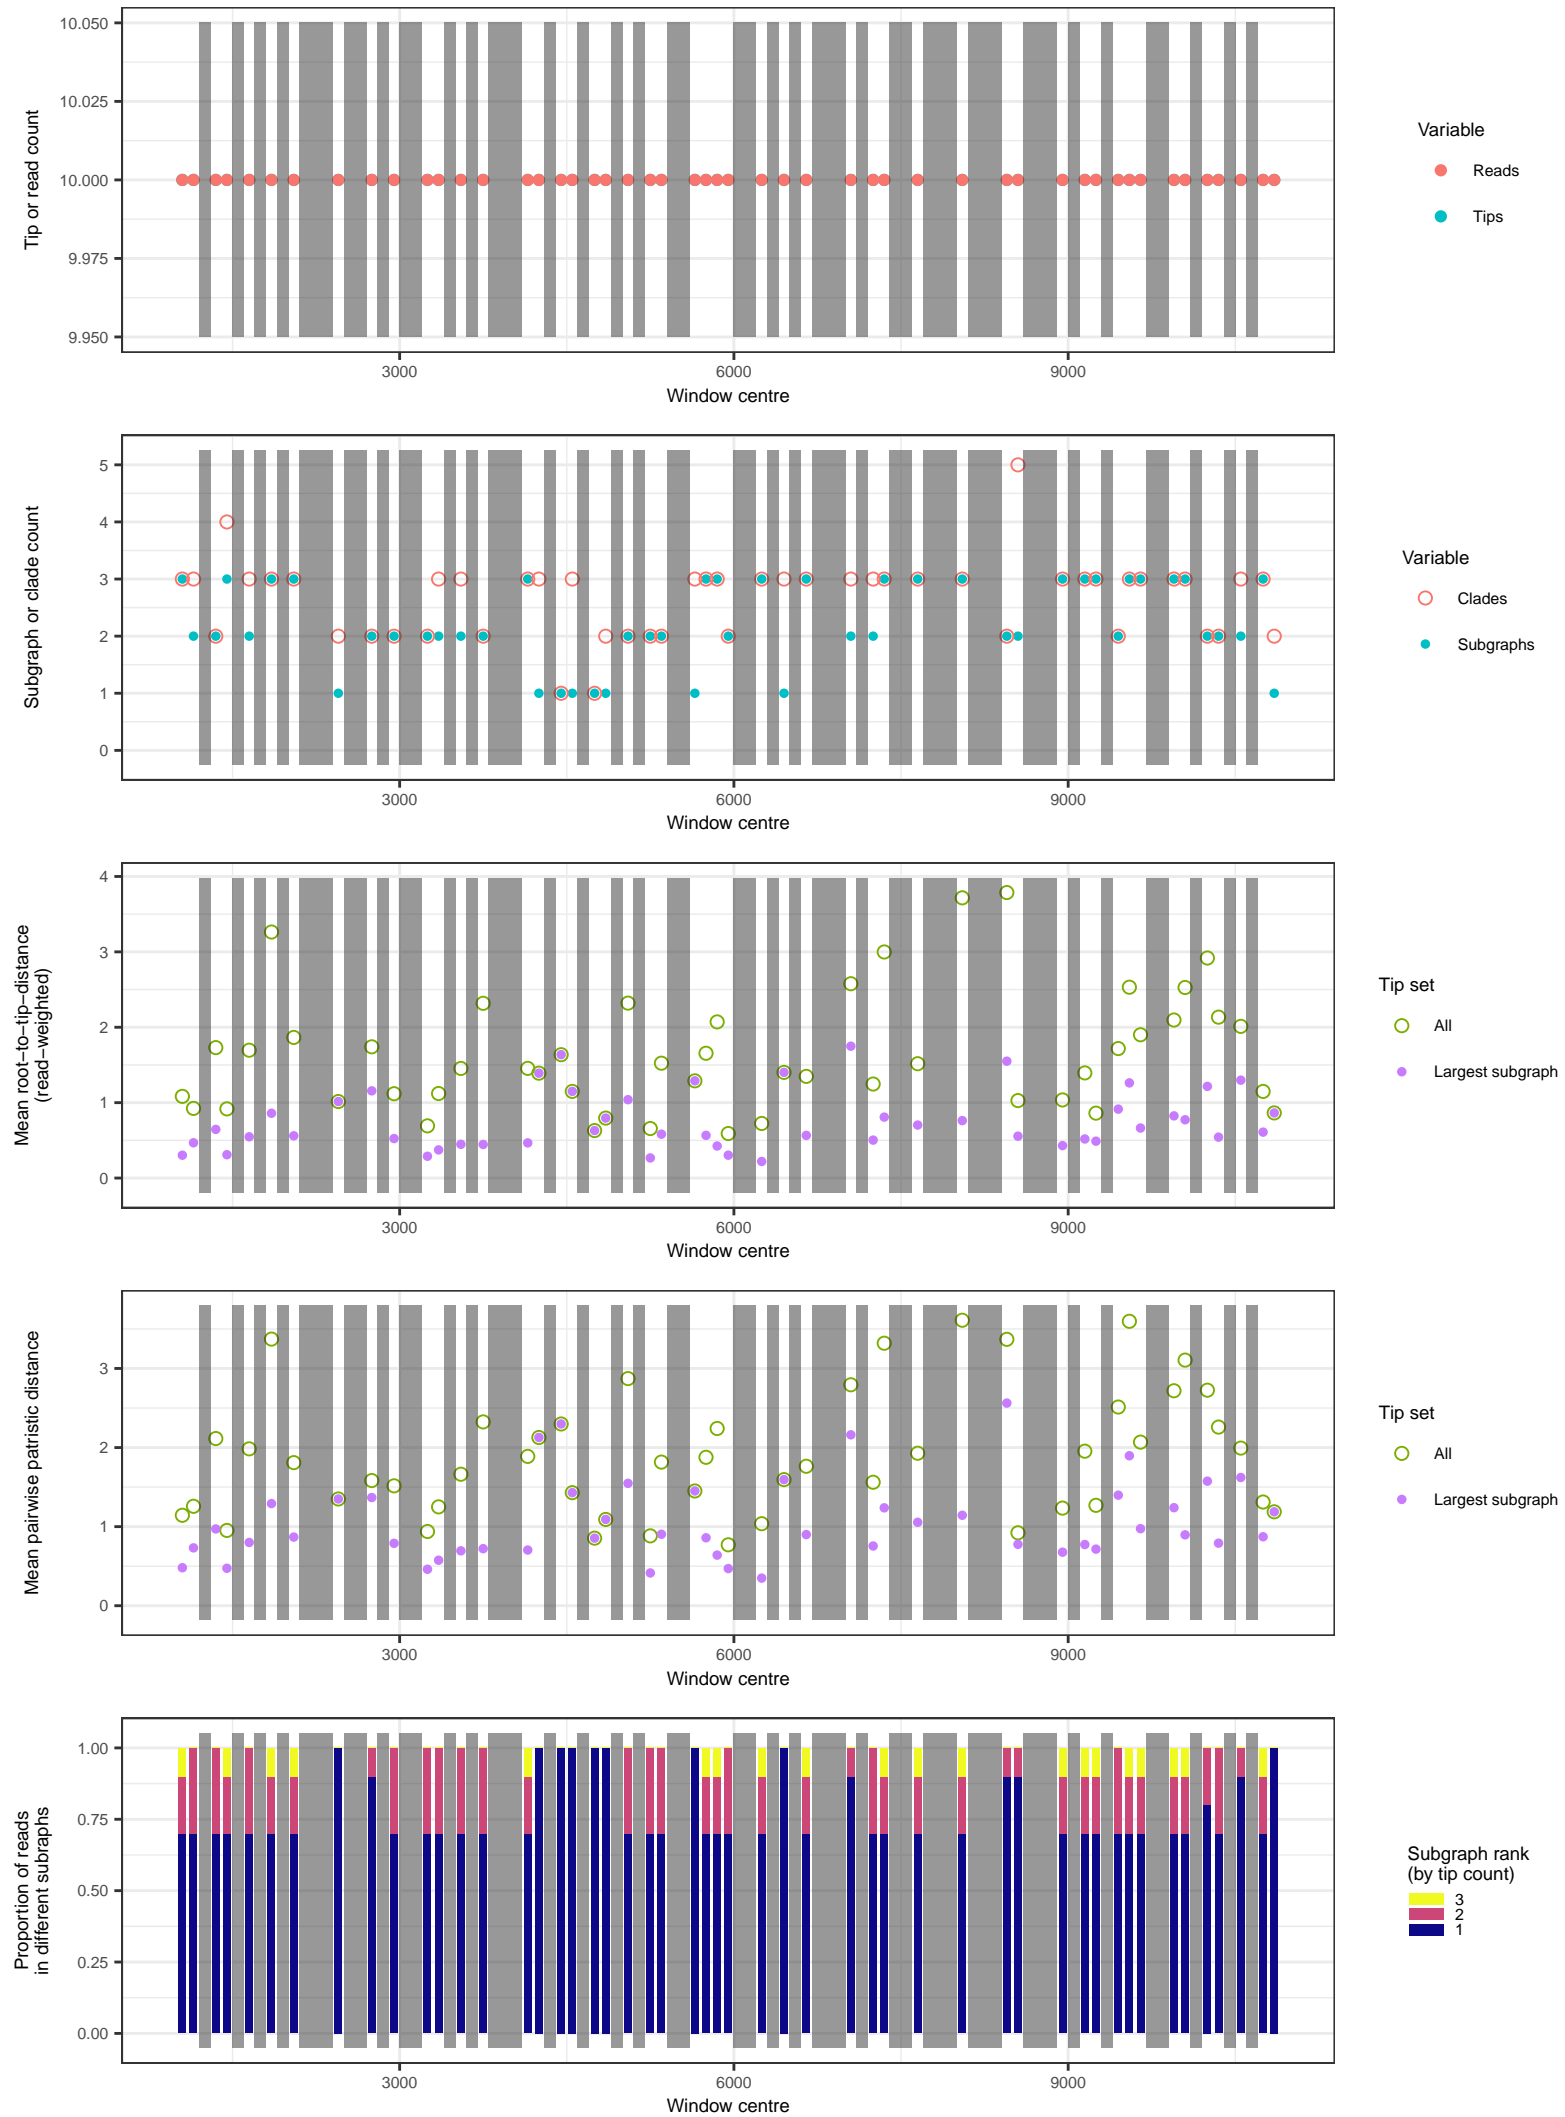 10.050
10.025
10.000
9.975
9.950
Tip or read count
3000
6000
9000
Window centre
Variable
Reads
Tips
5
4
3
2
1
0
Subgraph or clade count
3000
6000
9000
Window centre
Variable
Clades
Subgraphs
4
3
2
1
0
Mean root−to−tip−distance
(read−weighted)
3000
6000
9000
Window centre
Tip set
All
Largest subgraph
3
2
1
0
Mean pairwise patristic distance
3000
6000
9000
Window centre
Tip set
All
Largest subgraph
1.00
0.75
0.50
0.25
0.00
Proportion of reads
in different subraphs
3000
6000
9000
Window centre
Subgraph rank
(by tip count)
3
2
1